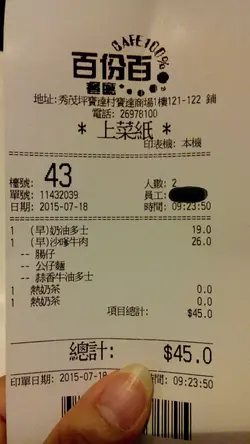 CAFE100%
百份百
餐廳
地址:秀茂坪寶達村寶達商場1樓121-122 鋪
電話: 26978100
* 上菜紙 *
印表機: 本機
檯號: 43
人數: 2
單號: 11432039
員工:
日期: 2015-07-18
時間: 09:23:50
1 (早)奶油多士 19.0
1 (早)沙嗲牛肉 26.0
-- 腸仔
-- 公仔麵
-- 蒜香牛油多士
1 熱奶茶 0.0
1 熱奶茶 0.0
項目總計: $45.0
總計: $45.0
印單日期: 2015-07-18
時間: 09:23:50